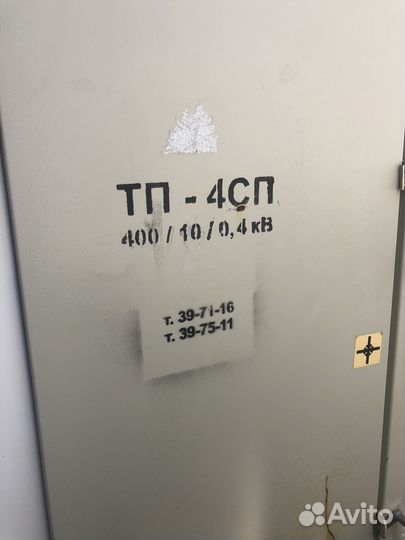 ТП - 4СП
400 / 10 / 0,4 кВ
т. 39-71-16
т. 39-75-11
Avito